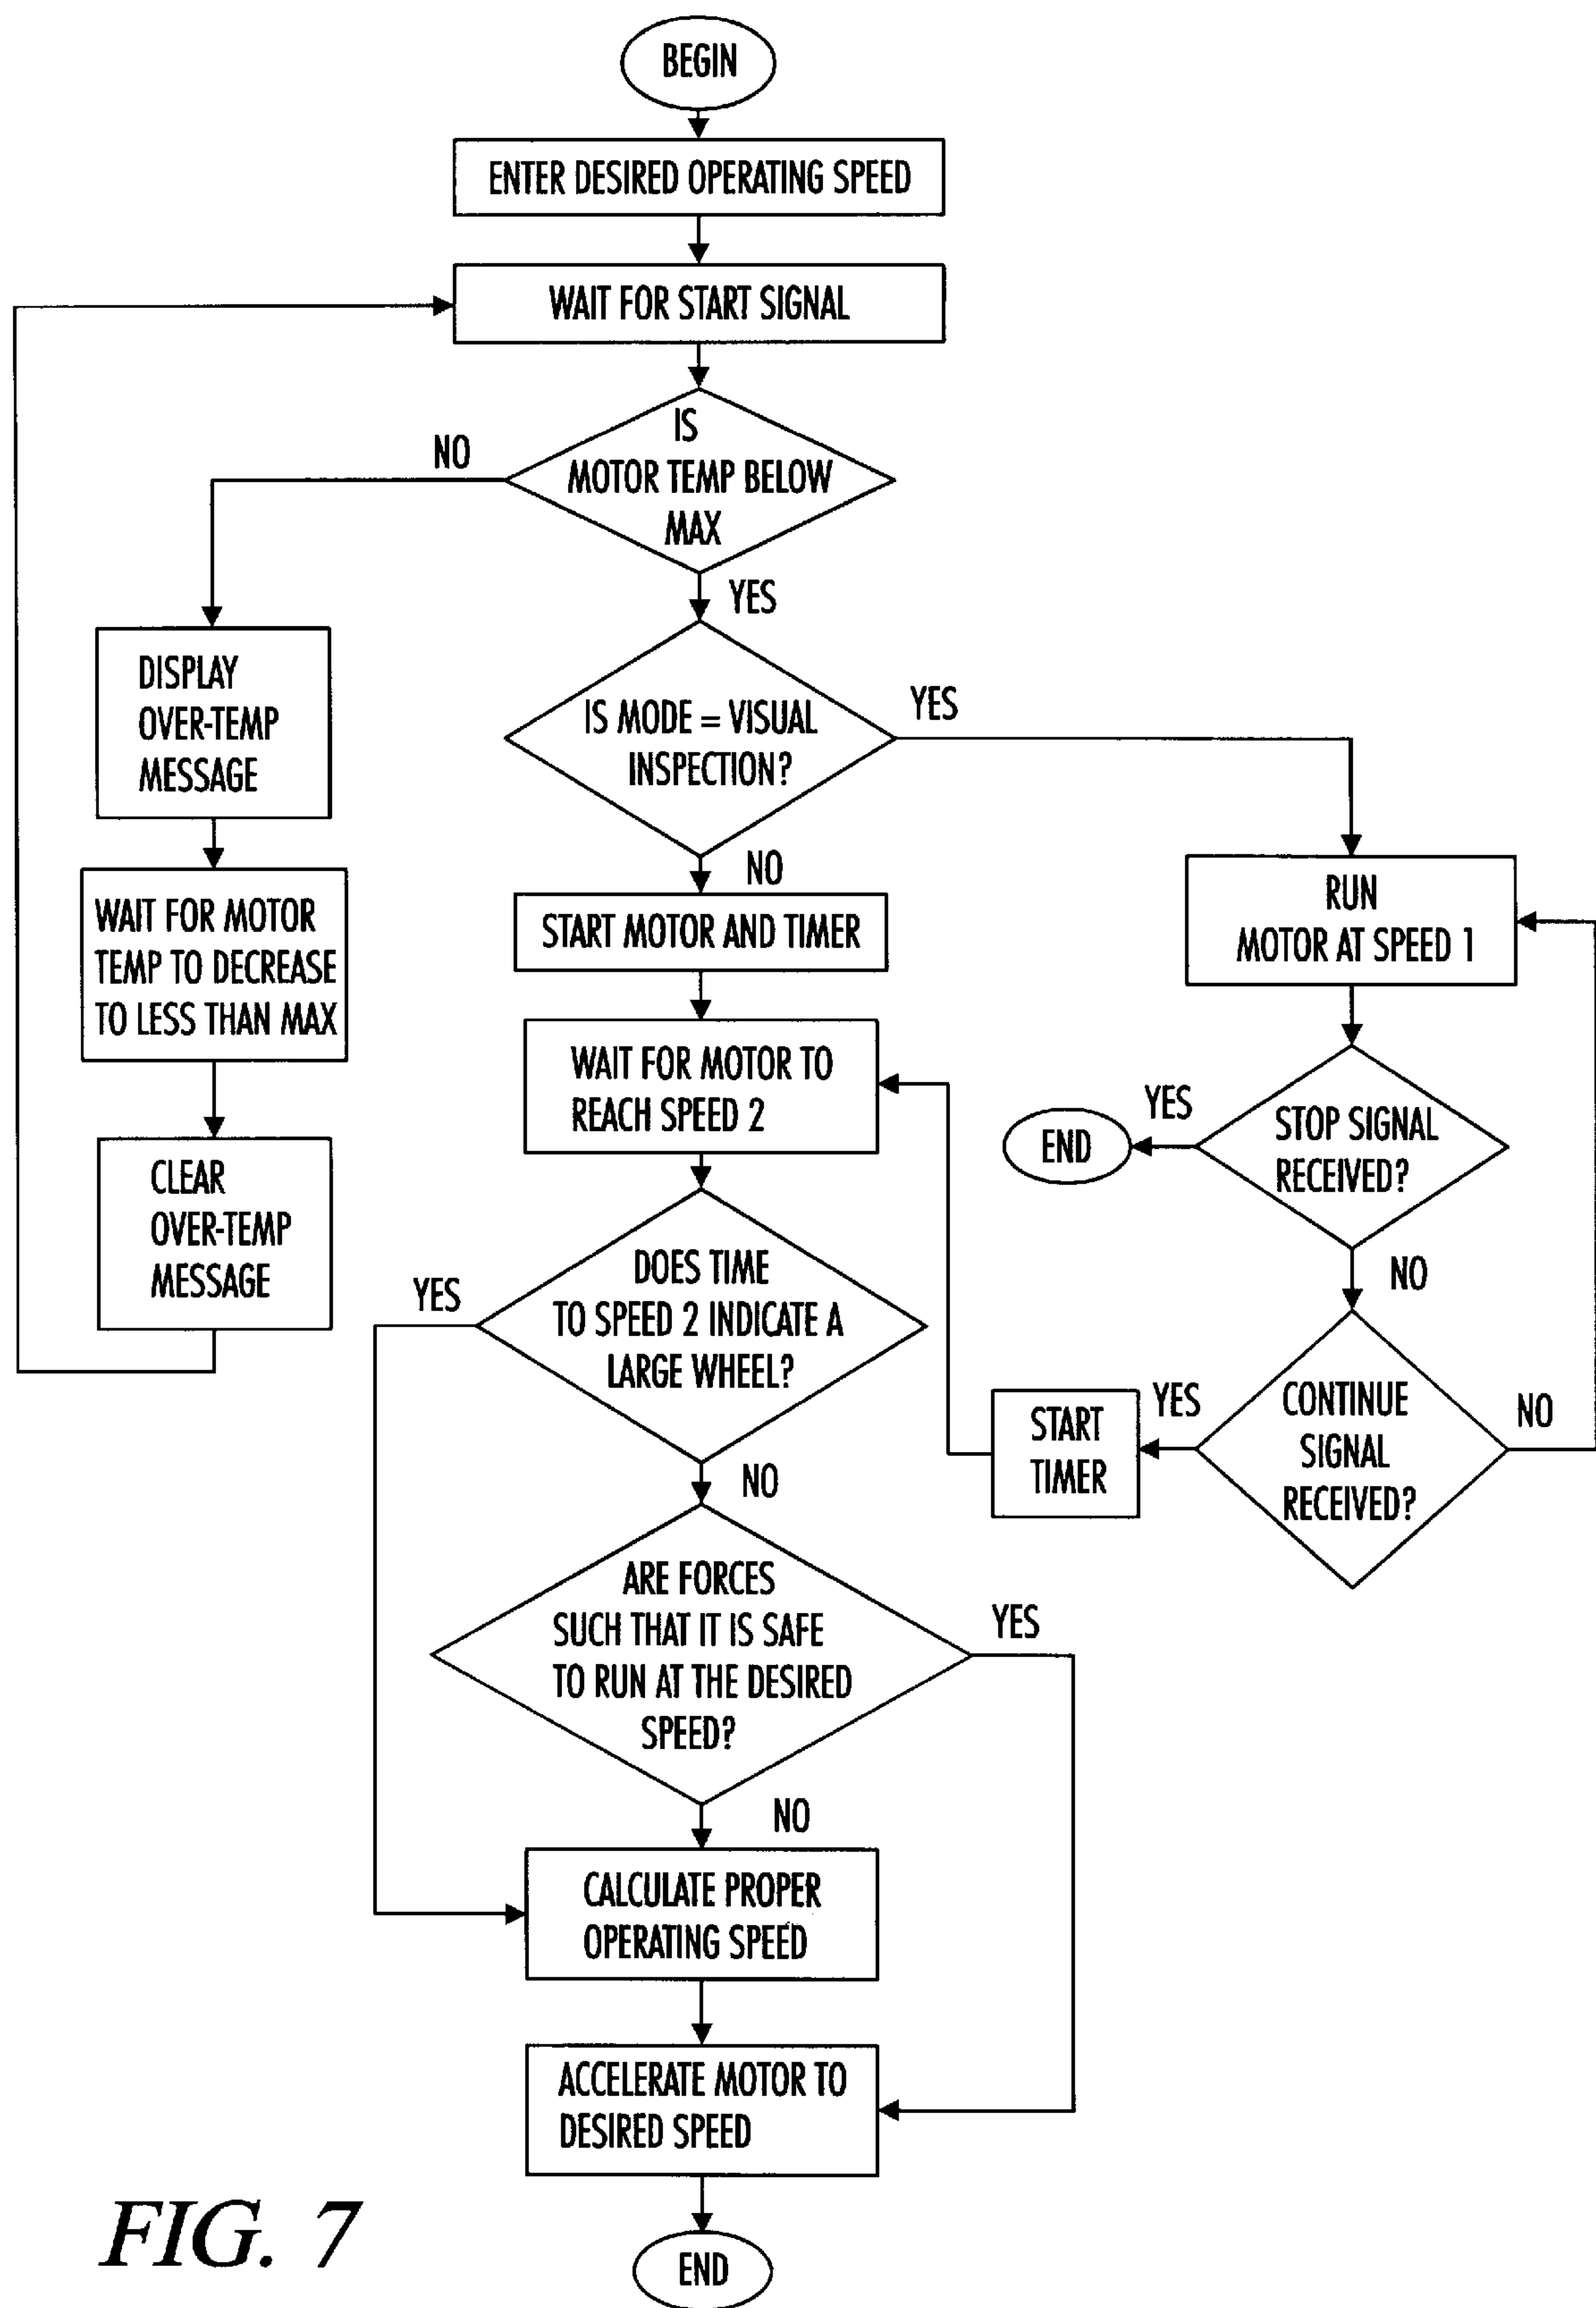 BEGIN
ENTER DESIRED OPERATING SPEED
WAIT FOR START SIGNAL
IS
MOTOR TEMP BELOW
MAX
NO
YES
DISPLAY
OVER-TEMP
MESSAGE
IS MODE = VISUAL
INSPECTION?
YES
NO
WAIT FOR MOTOR
TEMP TO DECREASE
TO LESS THAN MAX
START MOTOR AND TIMER
RUN
MOTOR AT SPEED 1
WAIT FOR MOTOR TO
REACH SPEED 2
YES
END
STOP SIGNAL
RECEIVED?
NO
CLEAR
OVER-TEMP
MESSAGE
YES
DOES TIME
TO SPEED 2 INDICATE A
LARGE WHEEL?
NO
START
TIMER
YES
CONTINUE
SIGNAL
RECEIVED?
NO
ARE FORCES
SUCH THAT IT IS SAFE
TO RUN AT THE DESIRED
SPEED?
YES
NO
CALCULATE PROPER
OPERATING SPEED
ACCELERATE MOTOR TO
DESIRED SPEED
END
FIG. 7